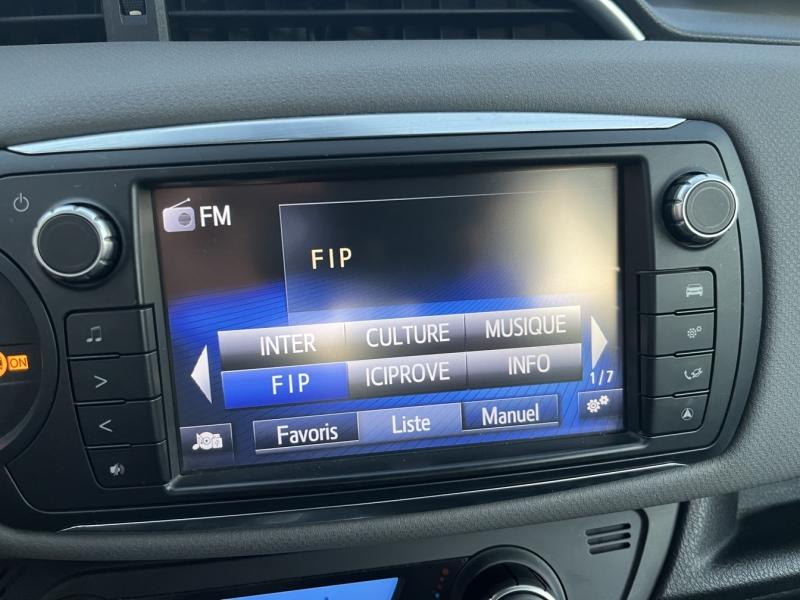 FM
FIP
INTER CULTURE MUSIQUE
FIP ICIPROVE INFO
1/7
Favoris Liste Manuel
ON